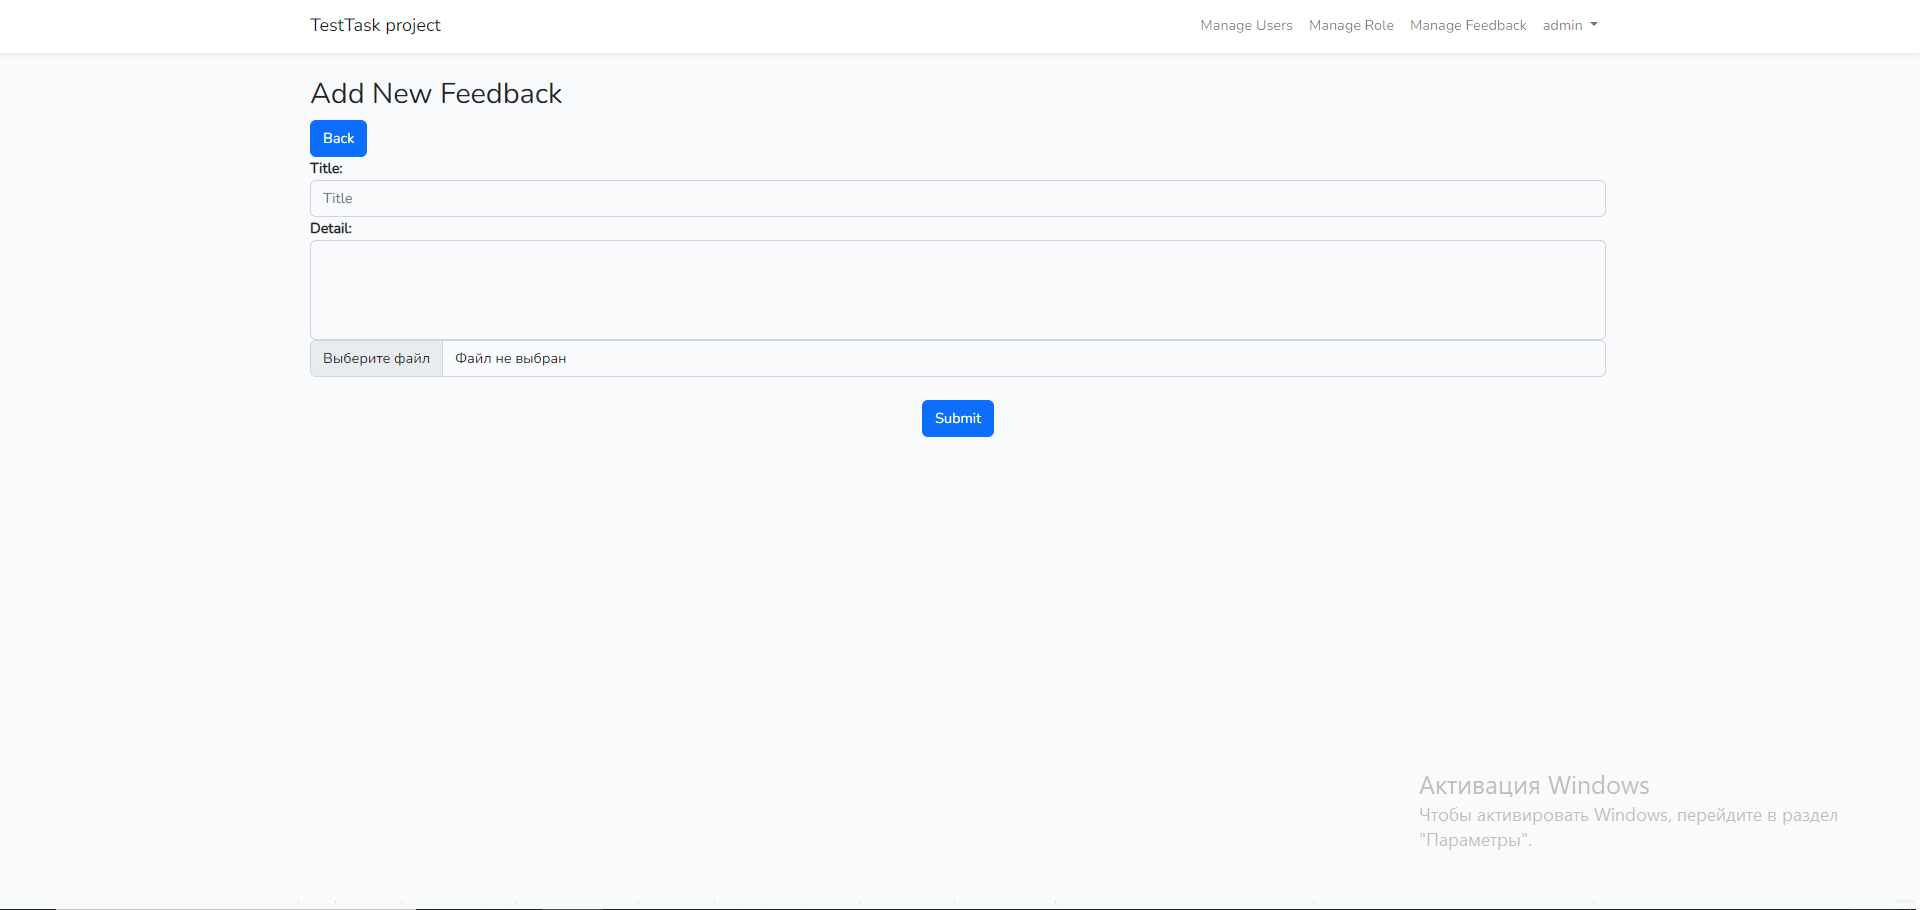 TestTask project
Manage Users Manage Role Manage Feedback admin
Add New Feedback
Back
Title:
Title
Detail:
Выберите файл Файл не выбран
Submit
Активация Windows
Чтобы активировать Windows, перейдите в раздел
"Параметры".